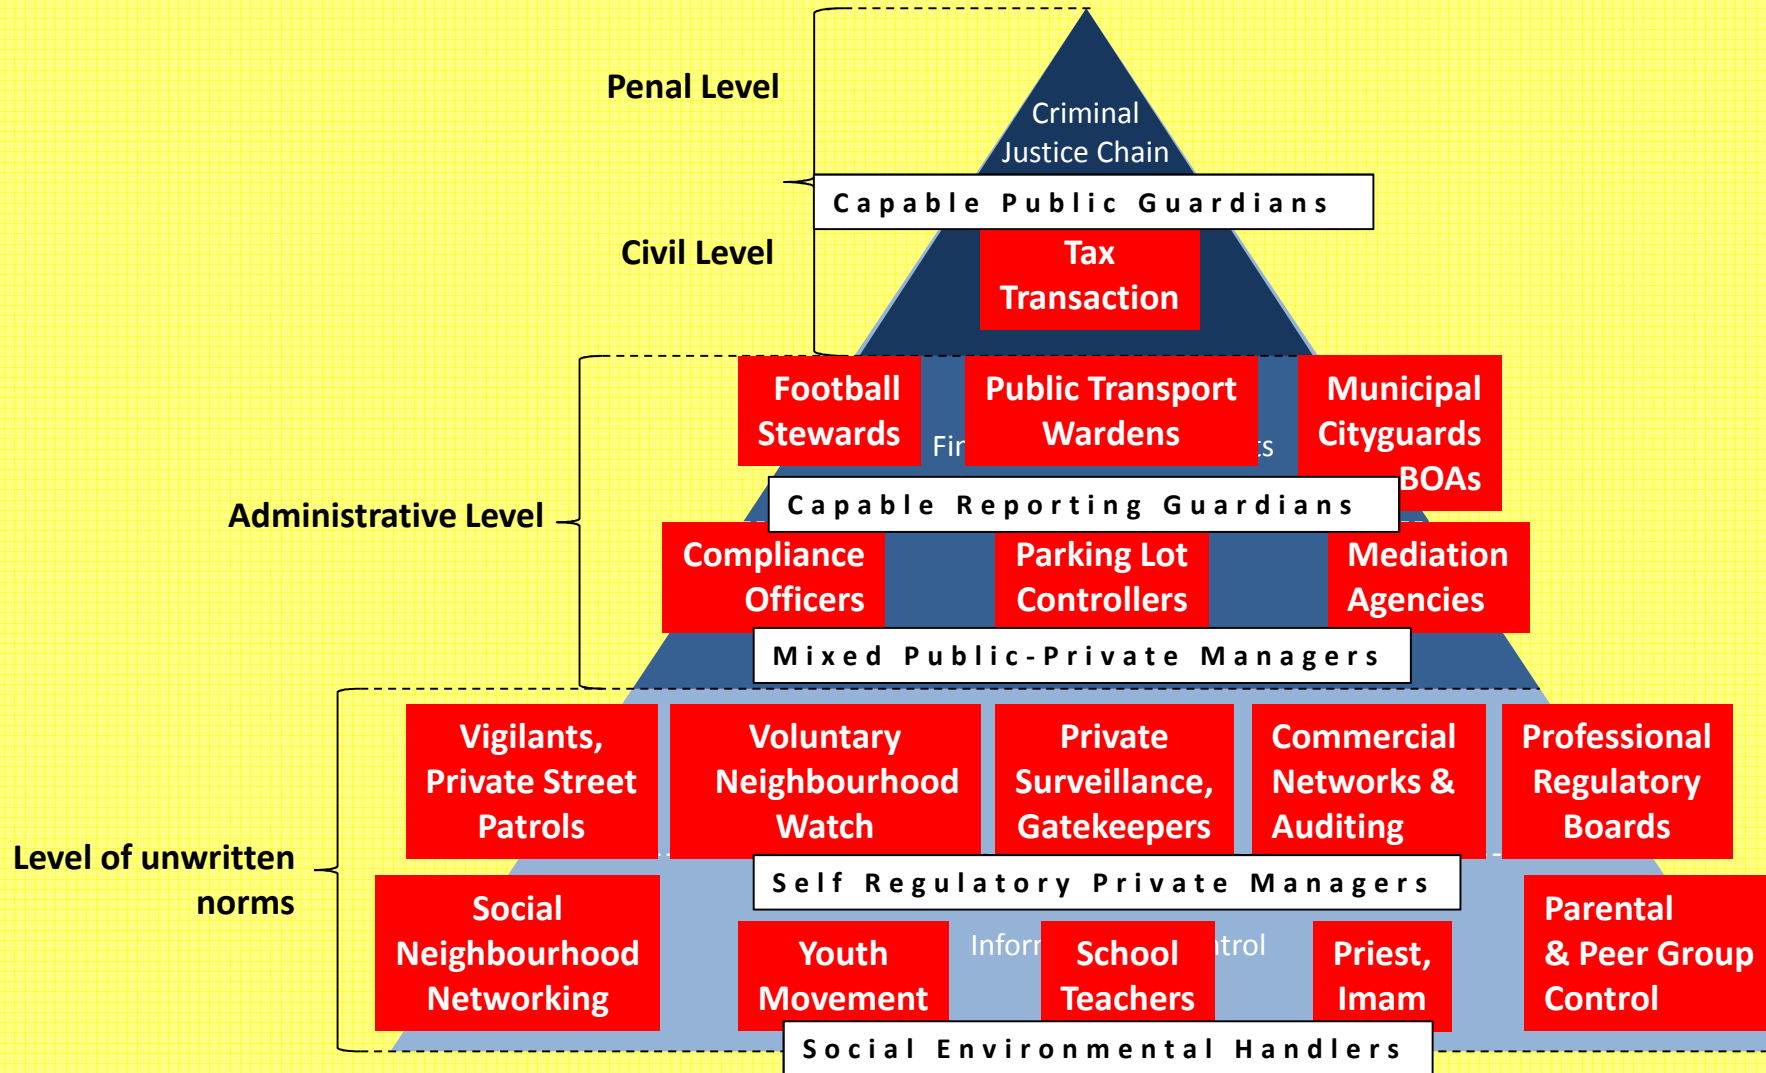 Penal Level
Criminal
Justice Chain
Capable Public Guardians
Civil Level
Tax
Transaction
Football
Stewards
Public Transport
Wardens
Municipal
Cityguards
BOAs
Administrative Level
Capable Reporting Guardians
Compliance
Officers
Parking Lot
Controllers
Mediation
Agencies
Mixed Public-Private Managers
Vigilants,
Private Street
Patrols
Voluntary
Neighbourhood
Watch
Private
Surveillance,
Gatekeepers
Commercial
Networks &
Auditing
Professional
Regulatory
Boards
Level of unwritten
norms
Self Regulatory Private Managers
Social
Neighbourhood
Networking
Youth
Movement
School
Teachers
Priest,
Imam
Parental
& Peer Group
Control
Social Environmental Handlers